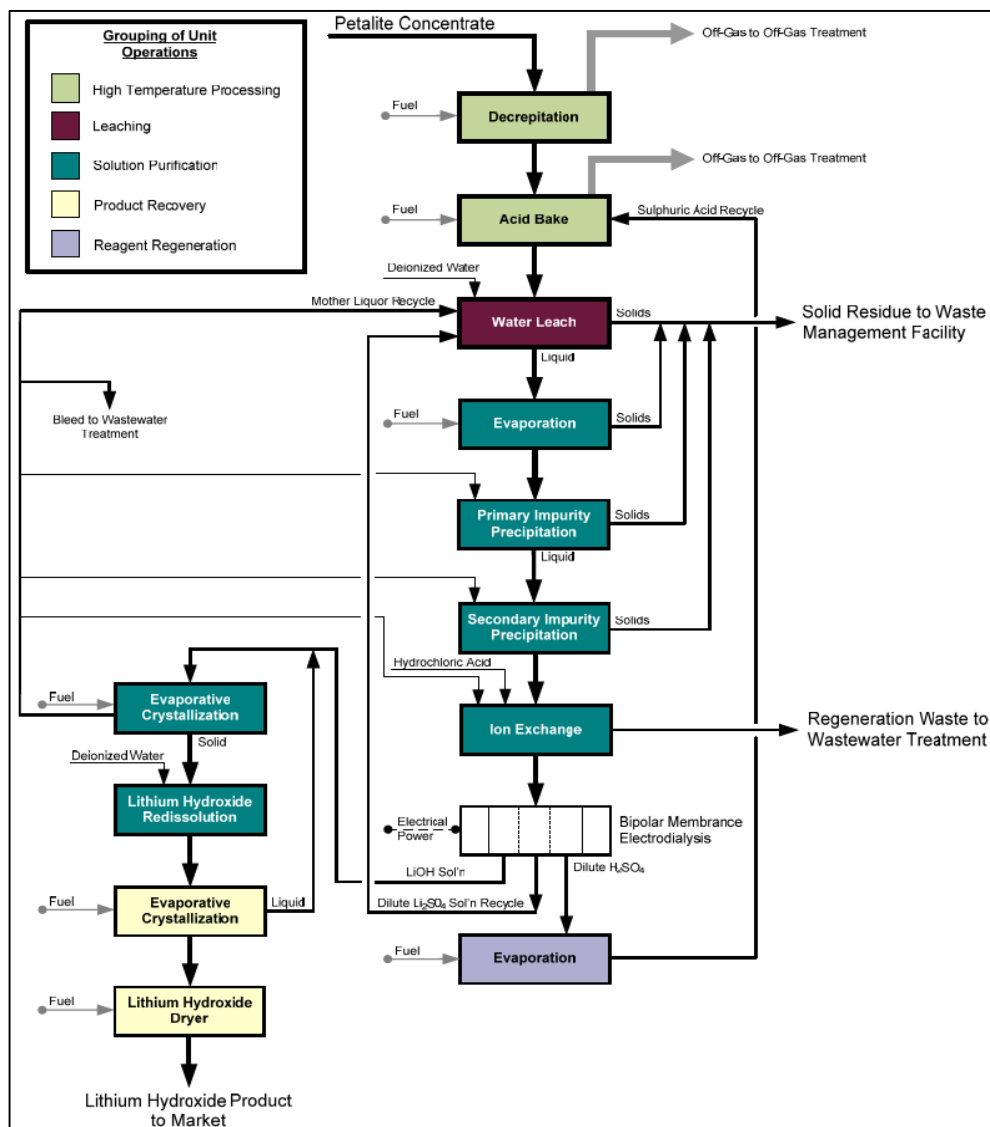 Petalite Concentrate
Off-Gas to Off-Gas Treatment
Grouping of Unit
Operations
High Temperature Processing
Leaching
Solution Purification
Product Recovery
Reagent Regeneration
Fuel
Decrepitation
Off-Gas to Off-Gas Treatment
Fuel
Acid Bake
Sulphuric Acid Recycle
Deionized Water
Mother Liquor Recycle
Water Leach
Solids
Solid Residue to Waste
Management Facility
Liquid
Bleed to Wastewater
Treatment
Fuel
Evaporation
Solids
Primary Impurity
Precipitation
Solids
Liquid
Secondary Impurity
Precipitation
Solids
Hydrochloric Acid
Fuel
Evaporative
Crystallization
Ion Exchange
Regeneration Waste to
Wastewater Treatment
Solid
Deionized Water
Lithium Hydroxide
Redissolution
Electrical
Power
Bipolar Membrance
Electrodialysis
LiOH Sol'n
Dilute H₂SO₄
Fuel
Evaporative
Crystallization
Liquid
Dilute Li₂SO₄ Sol'n Recycle
Fuel
Evaporation
Fuel
Lithium Hydroxide
Dryer
Lithium Hydroxide Product
to Market